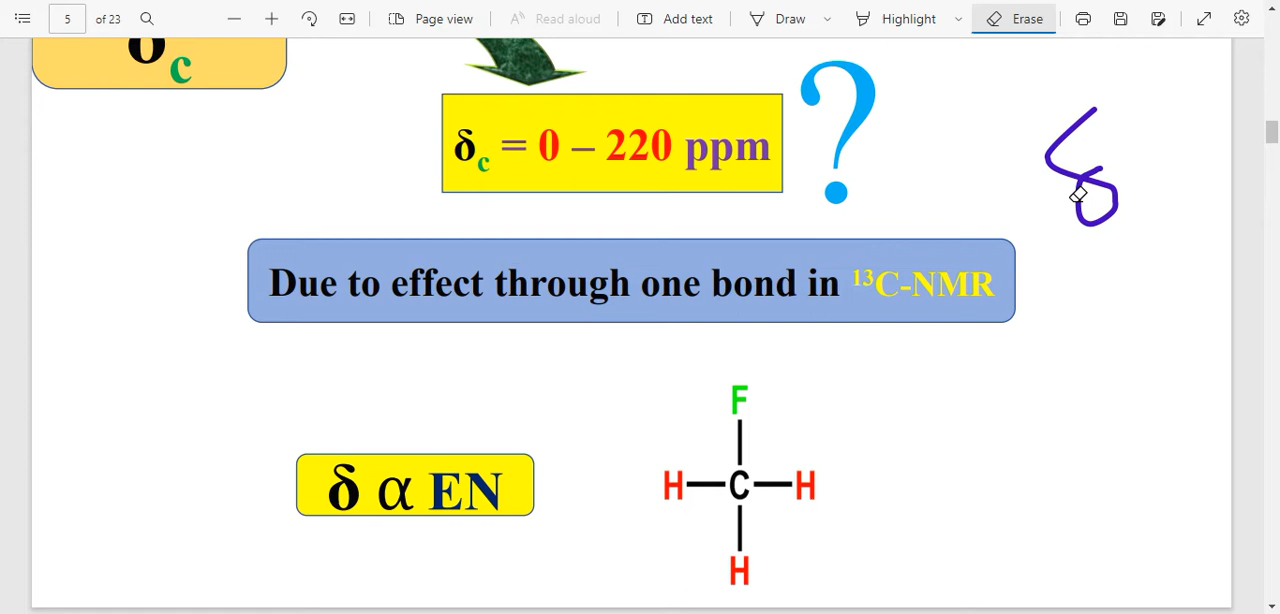 5 of 23 Page view Read aloud Add text Draw Highlight Erase
δc
δc = 0 – 220 ppm ?
Due to effect through one bond in ¹³C-NMR
F
δ α EN
H C H
H